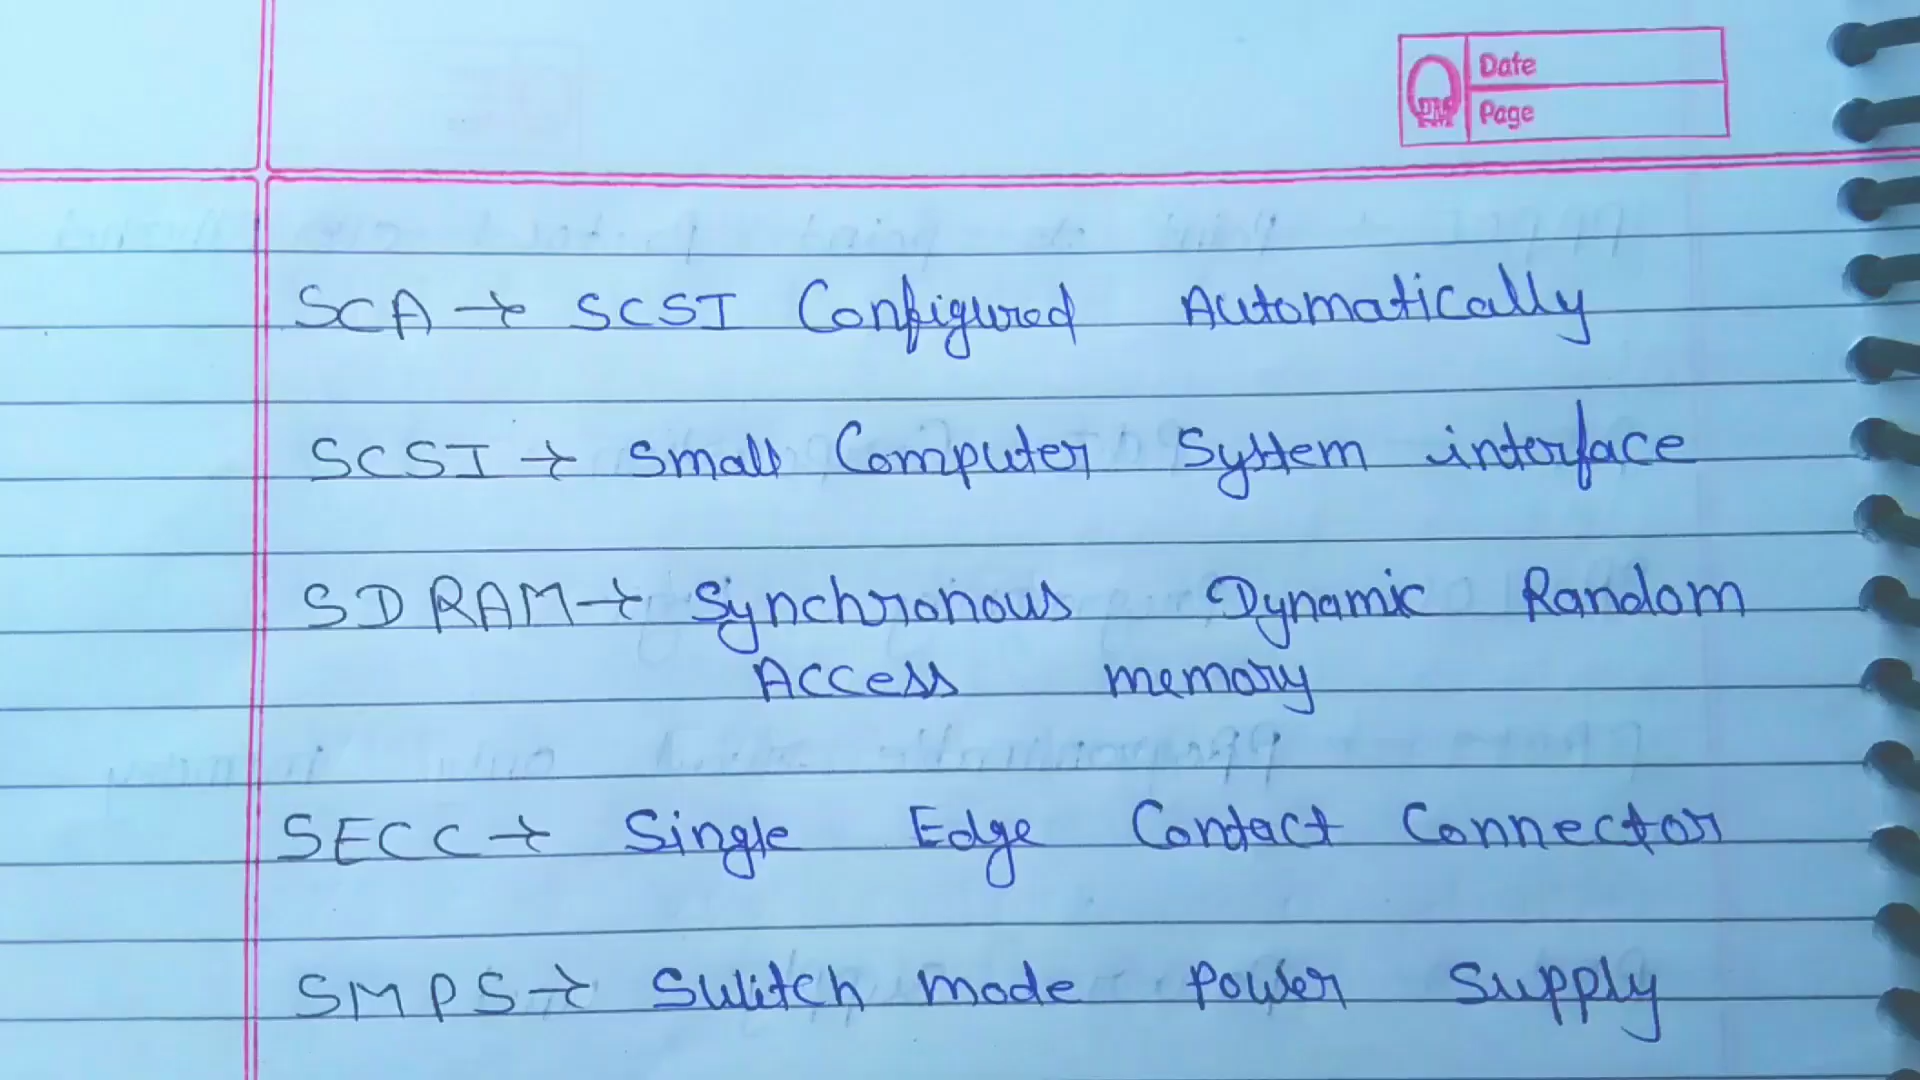 Date
Page
SCA → SCSI Configured Automatically
SCSI → Small Computer System interface
SDRAM → Synchronous Dynamic Random
Access memory
SECC → Single Edge Contact Connector
SMPS → Switch mode Power Supply